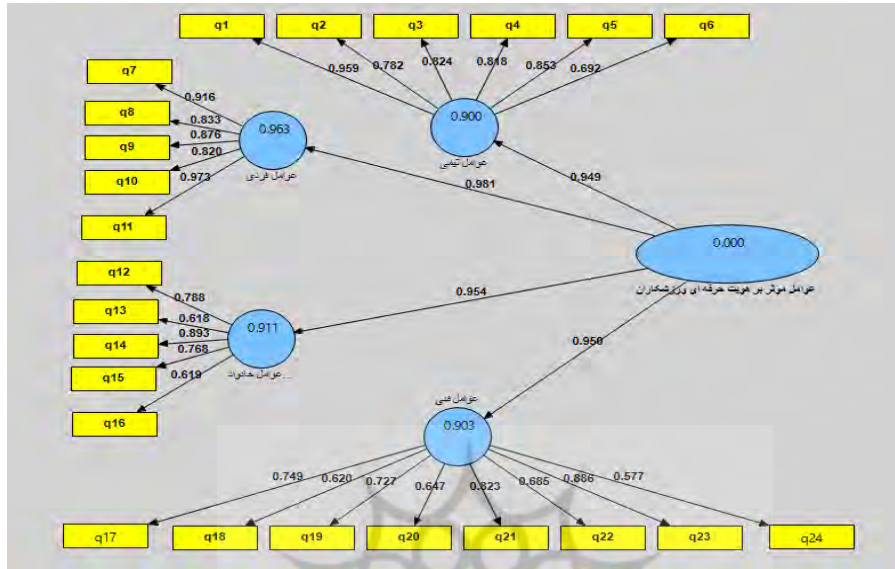 q1 q2 q3 q4 q5 q6
0.959 0.782 0.824 0.818 0.853 0.692
0.900
عوامل تیمی
q7
q8
q9
q10
q11
0.916
0.833
0.876
0.820
0.973
0.963
عوامل فردی
0.981
0.949
0.000
عوامل موثر بر هویت حرفه ای ورزشکاران
0.954
0.950
q12
q13
q14
q15
q16
0.788
0.618
0.893
0.768
0.619
0.911
عوامل خانواد...
عوامل فنی
0.903
0.749 0.620 0.727 0.647 0.823 0.685 0.886 0.577
q17 q18 q19 q20 q21 q22 q23 q24